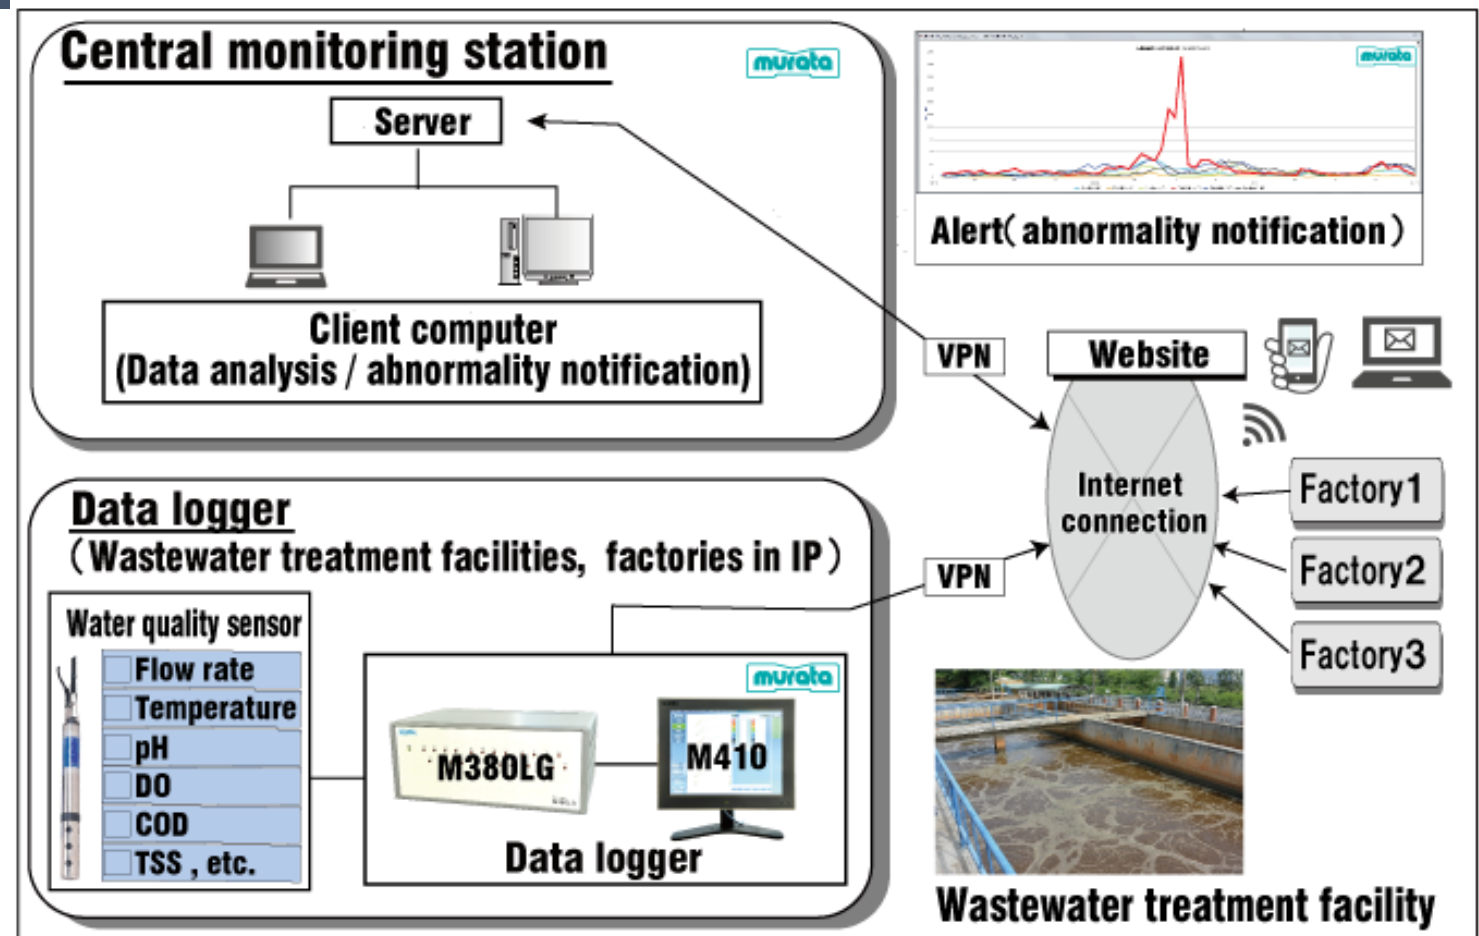 Central monitoring station
murata
Server
Client computer
(Data analysis / abnormality notification)
murata
Alert(abnormality notification)
VPN
Website
Internet
connection
Factory1
Factory2
Factory3
VPN
Data logger
(Wastewater treatment facilities, factories in IP)
Water quality sensor
Flow rate
Temperature
pH
DO
COD
TSS , etc.
murata
M380LG
M410
Data logger
Wastewater treatment facility